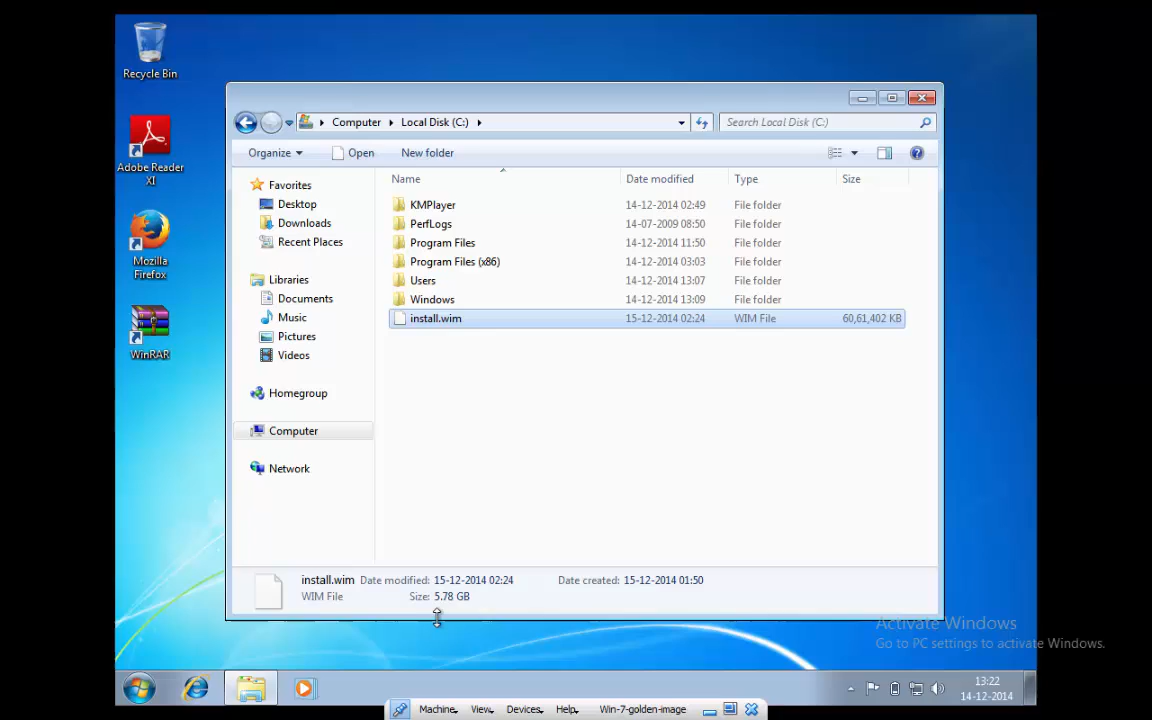 Recycle Bin
Adobe Reader
XI
Mozilla
Firefox
WinRAR
Computer
Local Disk (C:)
Search Local Disk (C:)
Organize
Open
New folder
Name
Date modified
Type
Size
Favorites
Desktop
Downloads
Recent Places
Libraries
Documents
Music
Pictures
Videos
Homegroup
Computer
Network
KMPlayer 14-12-2014 02:49 File folder
PerfLogs 14-07-2009 08:50 File folder
Program Files 14-12-2014 11:50 File folder
Program Files (x86) 14-12-2014 03:03 File folder
Users 14-12-2014 13:07 File folder
Windows 14-12-2014 13:09 File folder
install.wim 15-12-2014 02:24 WIM File 60,61,402 KB
install.wim Date modified: 15-12-2014 02:24 Date created: 15-12-2014 01:50
WIM File Size: 5.78 GB
Activate Windows
Go to PC settings to activate Windows.
13:22
14-12-2014
Machine View Devices Help Win-7-golden-image